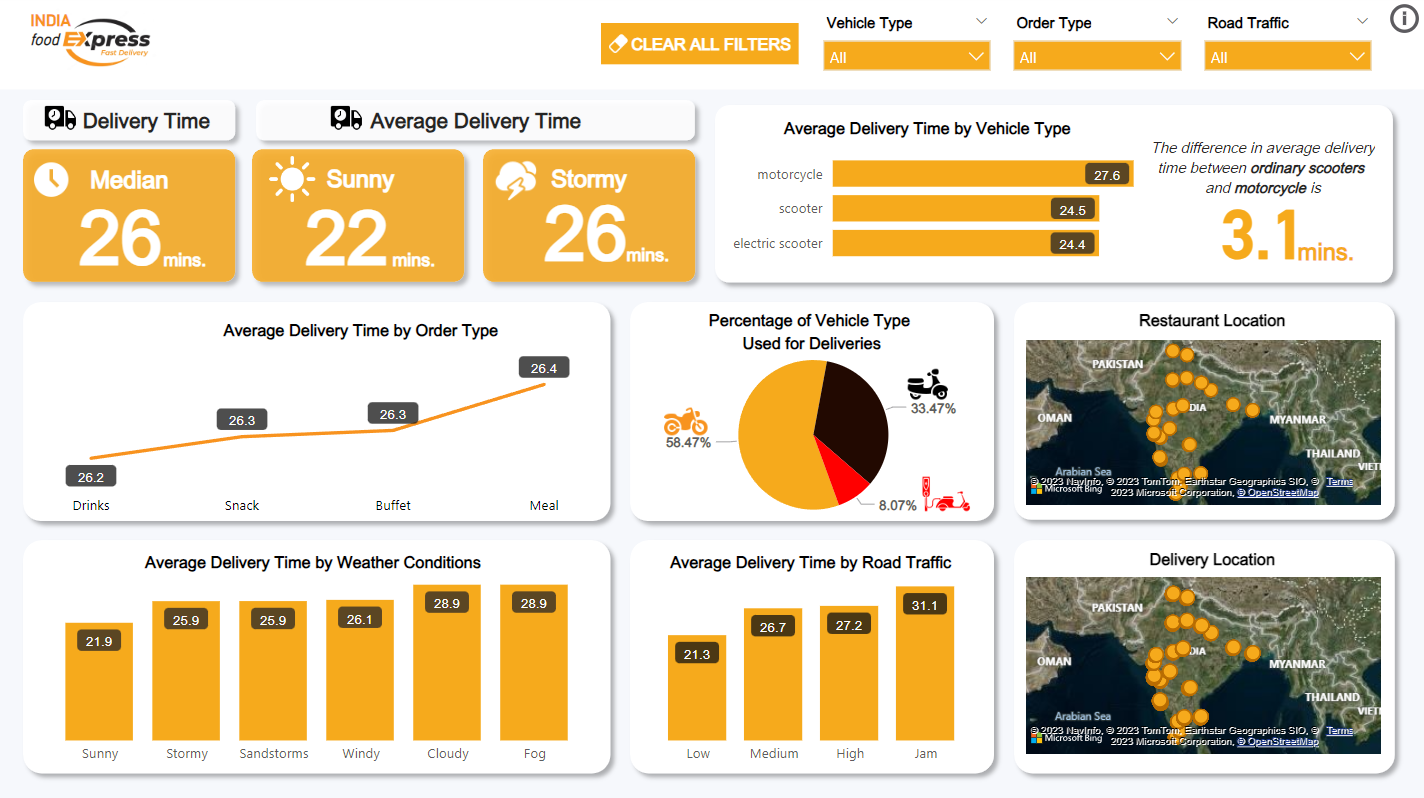 INDIA
food EXpress
Fast Delivery
CLEAR ALL FILTERS
Vehicle Type
All
Order Type
All
Road Traffic
All
i
Delivery Time
Average Delivery Time
Median
26 mins.
Sunny
22 mins.
Stormy
26 mins.
Average Delivery Time by Vehicle Type
motorcycle 27.6
scooter 24.5
electric scooter 24.4
The difference in average delivery
time between ordinary scooters
and motorcycle is
3.1mins.
Average Delivery Time by Order Type
26.2
26.3
26.3
26.4
Drinks Snack Buffet Meal
Percentage of Vehicle Type
Used for Deliveries
33.47%
58.47%
8.07%
Restaurant Location
PAKISTAN
OMAN
DIA
MYANMAR
THAILAND
VIET
Arabian Sea
© 2023 NavInfo, © 2023 TomTom, Earthstar Geographics SIO, © Terms
Microsoft Bing
2023 Microsoft Corporation, © OpenStreetMap
Average Delivery Time by Weather Conditions
21.9 25.9 25.9 26.1 28.9 28.9
Sunny Stormy Sandstorms Windy Cloudy Fog
Average Delivery Time by Road Traffic
21.3 26.7 27.2 31.1
Low Medium High Jam
Delivery Location
PAKISTAN
OMAN
DIA
MYANMAR
THAILAND
VIET
Arabian Sea
© 2023 NavInfo, © 2023 TomTom, Earthstar Geographics SIO, © Terms
Microsoft Bing
2023 Microsoft Corporation, © OpenStreetMap